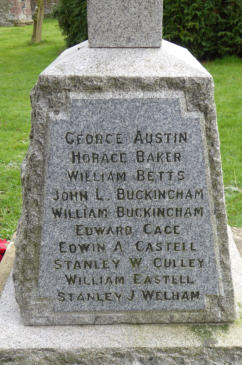 GEORGE AUSTIN
HORACE BAKER
WILLIAM BETTS
JOHN L. BUCKINGHAM
WILLIAM BUCKINGHAM
EDWARD CAGE
EDWIN A. CASTELL
STANLEY W. CULLEY
WILLIAM EASTELL
STANLEY J. WELHAM